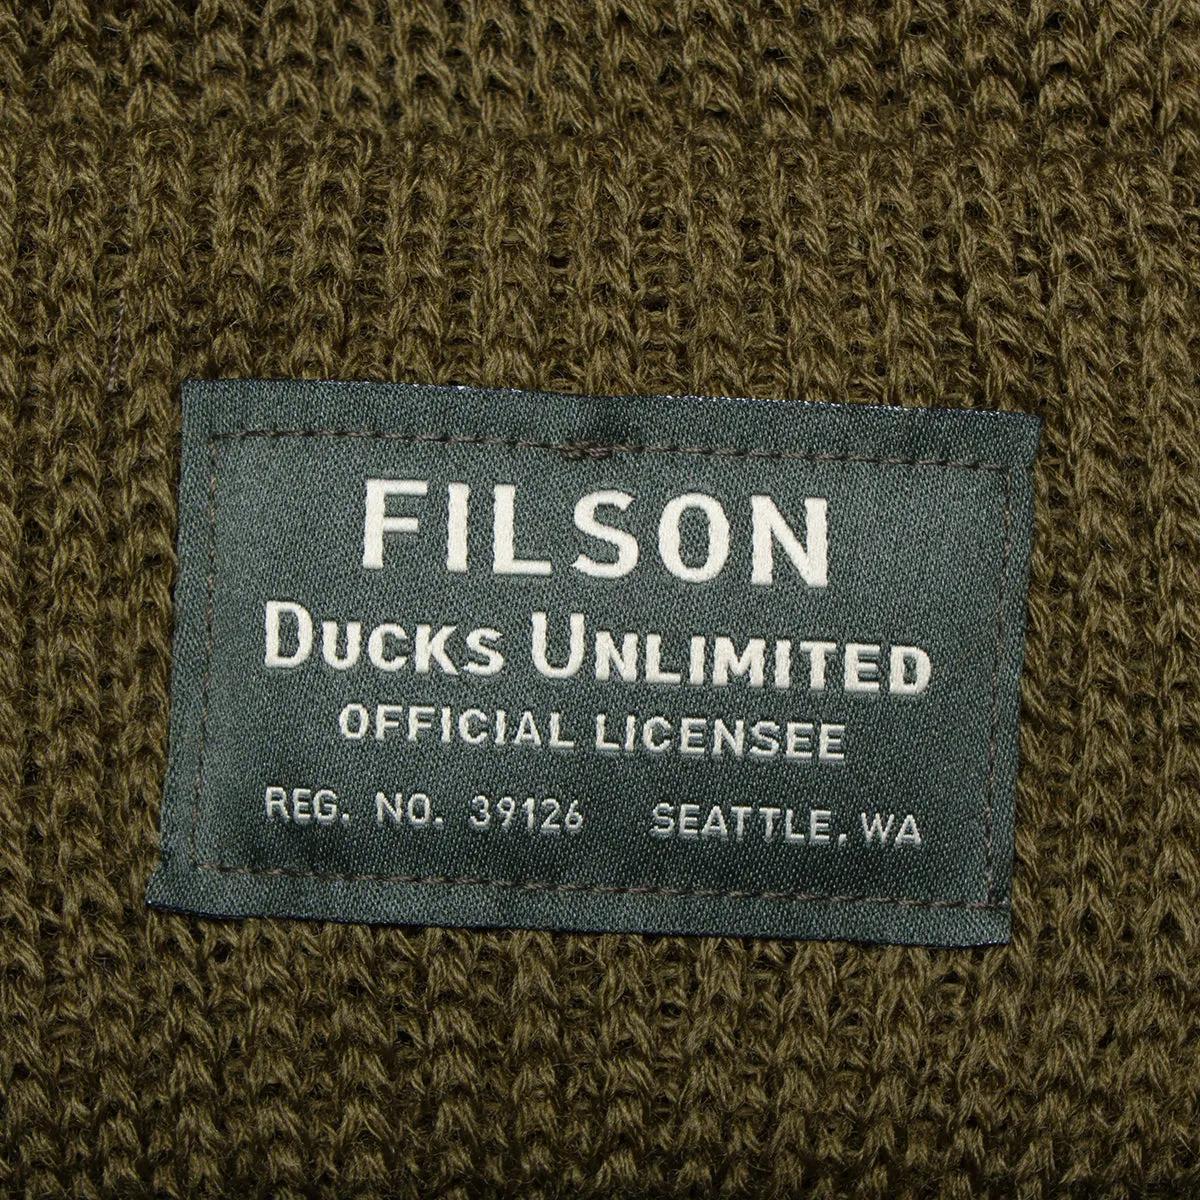 FILSON
DUCKS UNLIMITED
OFFICIAL LICENSEE
REG. NO. 39126 SEATTLE, WA